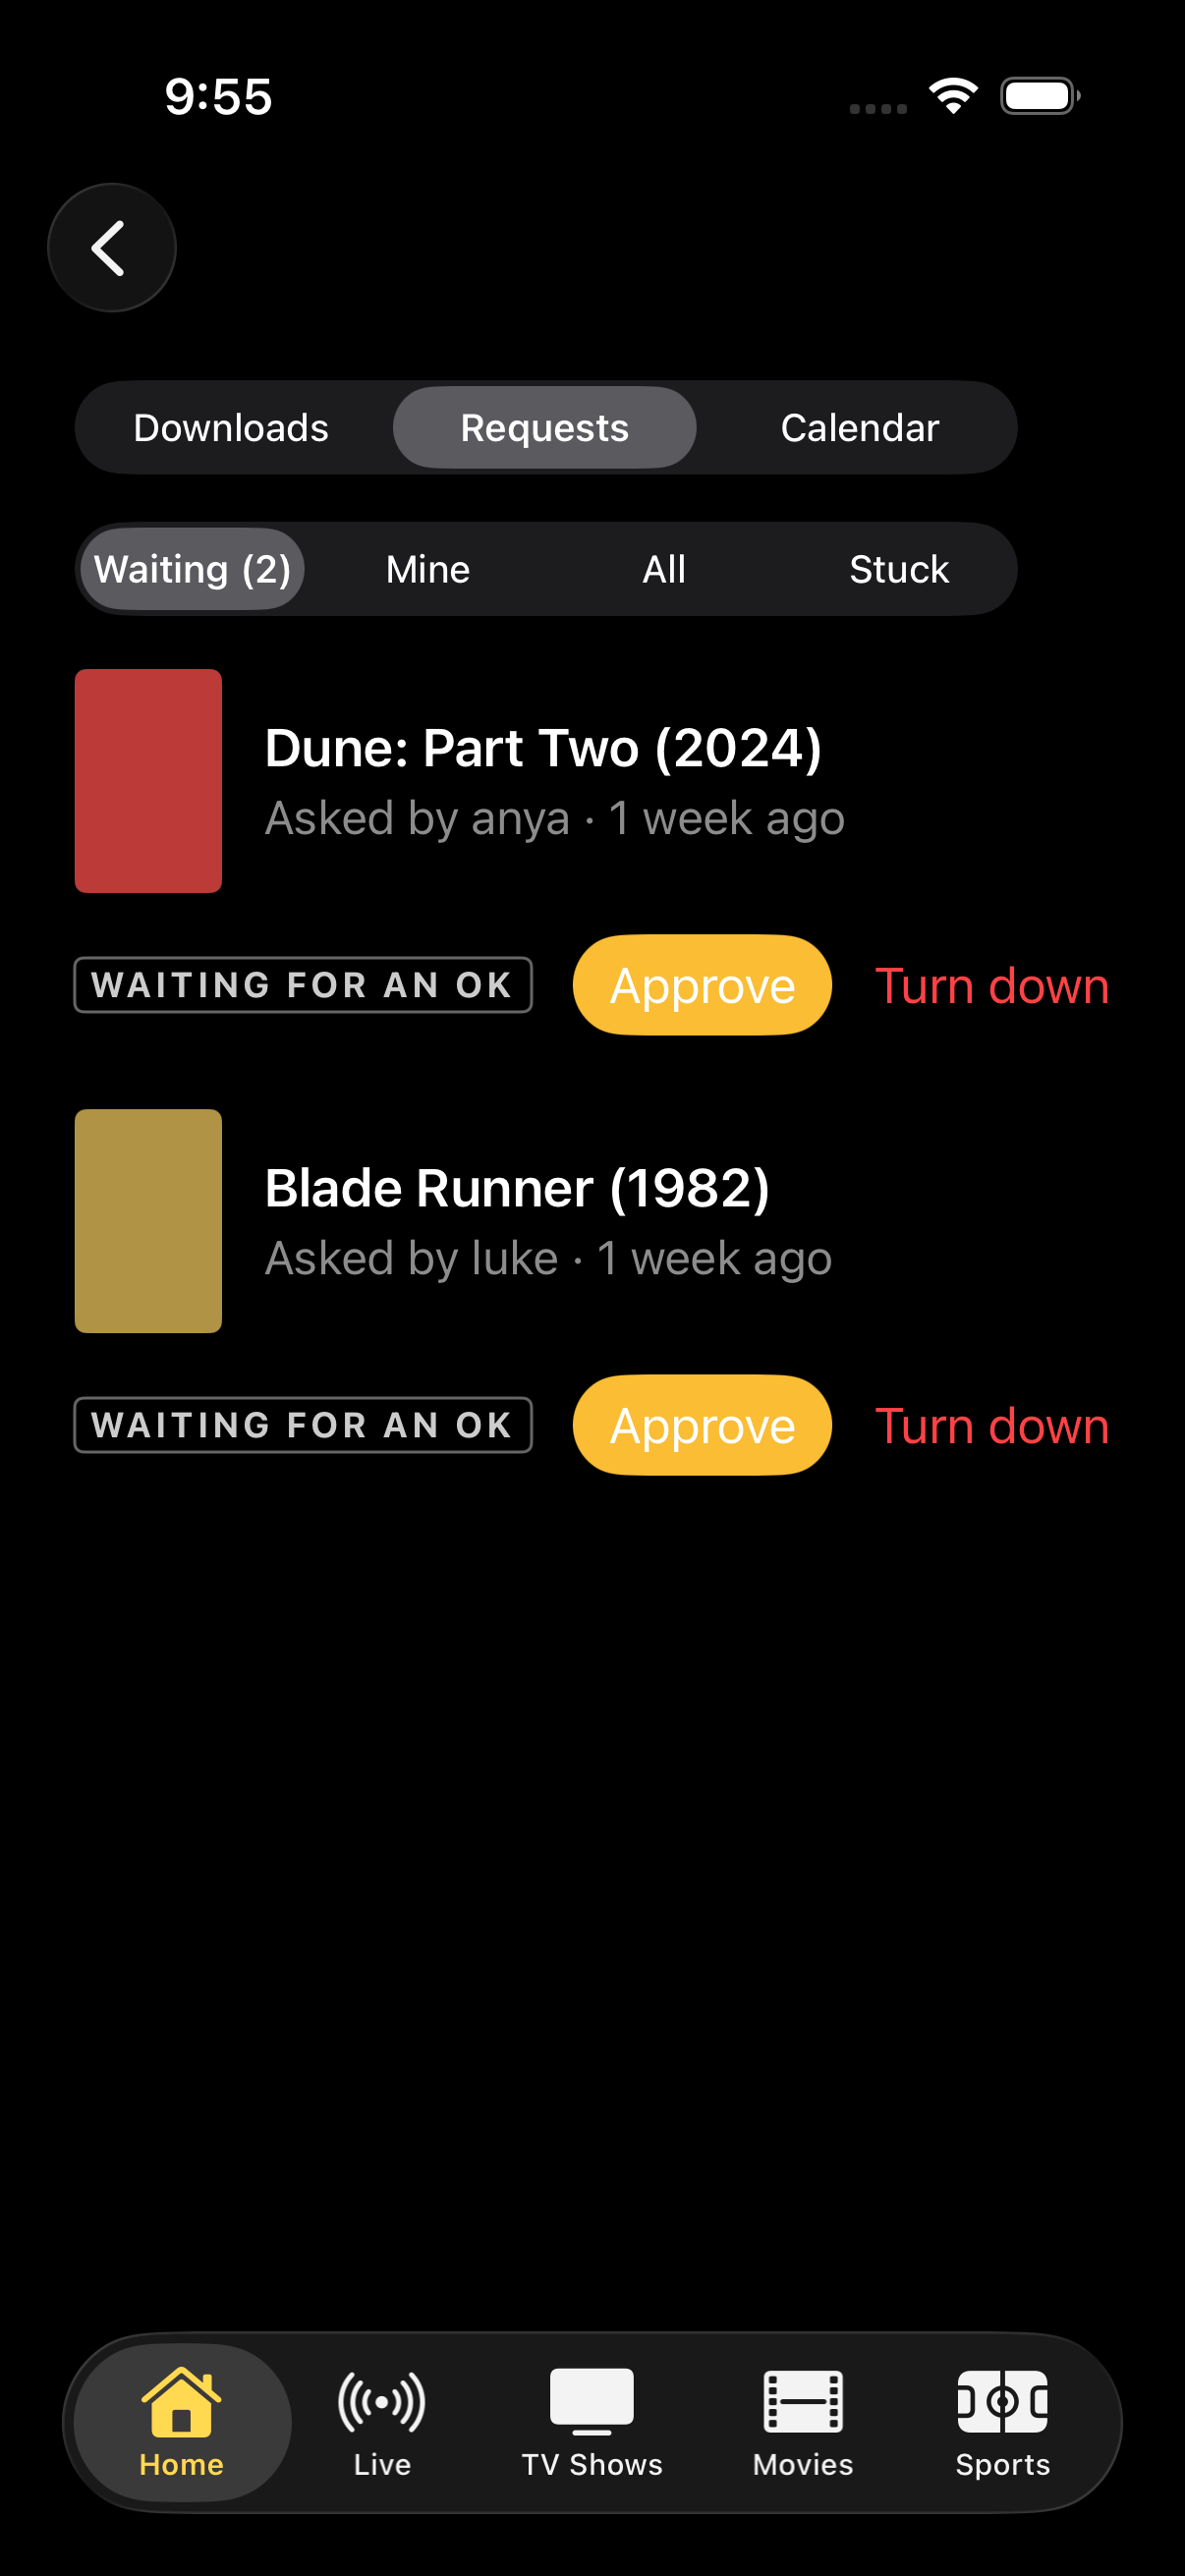 9:55
Downloads Requests Calendar
Waiting (2) Mine All Stuck
Dune: Part Two (2024)
Asked by anya · 1 week ago
WAITING FOR AN OK Approve Turn down
Blade Runner (1982)
Asked by luke · 1 week ago
WAITING FOR AN OK Approve Turn down
Home Live TV Shows Movies Sports